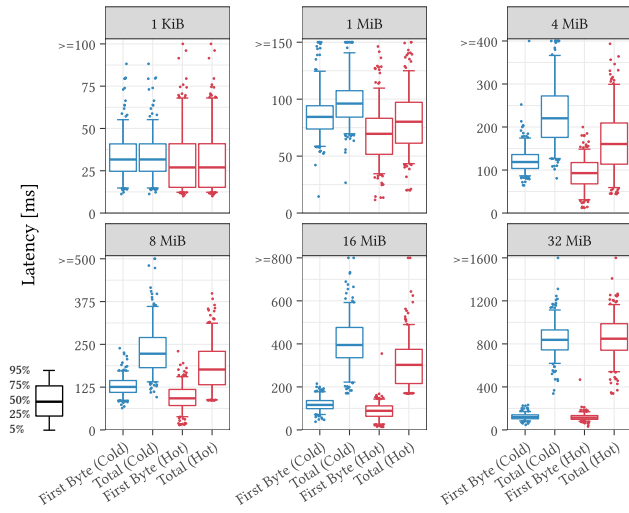 1 KiB
1 MiB
4 MiB
>=100
75
50
25
0
>=150
100
50
0
>=400
300
200
100
0
Latency [ms]
8 MiB
16 MiB
32 MiB
>=500
375
250
125
0
>=800
600
400
200
0
>=1600
1200
800
400
0
95%
75%
50%
25%
5%
First Byte (Cold)
Total (Cold)
First Byte (Hot)
Total (Hot)
First Byte (Cold)
Total (Cold)
First Byte (Hot)
Total (Hot)
First Byte (Cold)
Total (Cold)
First Byte (Hot)
Total (Hot)